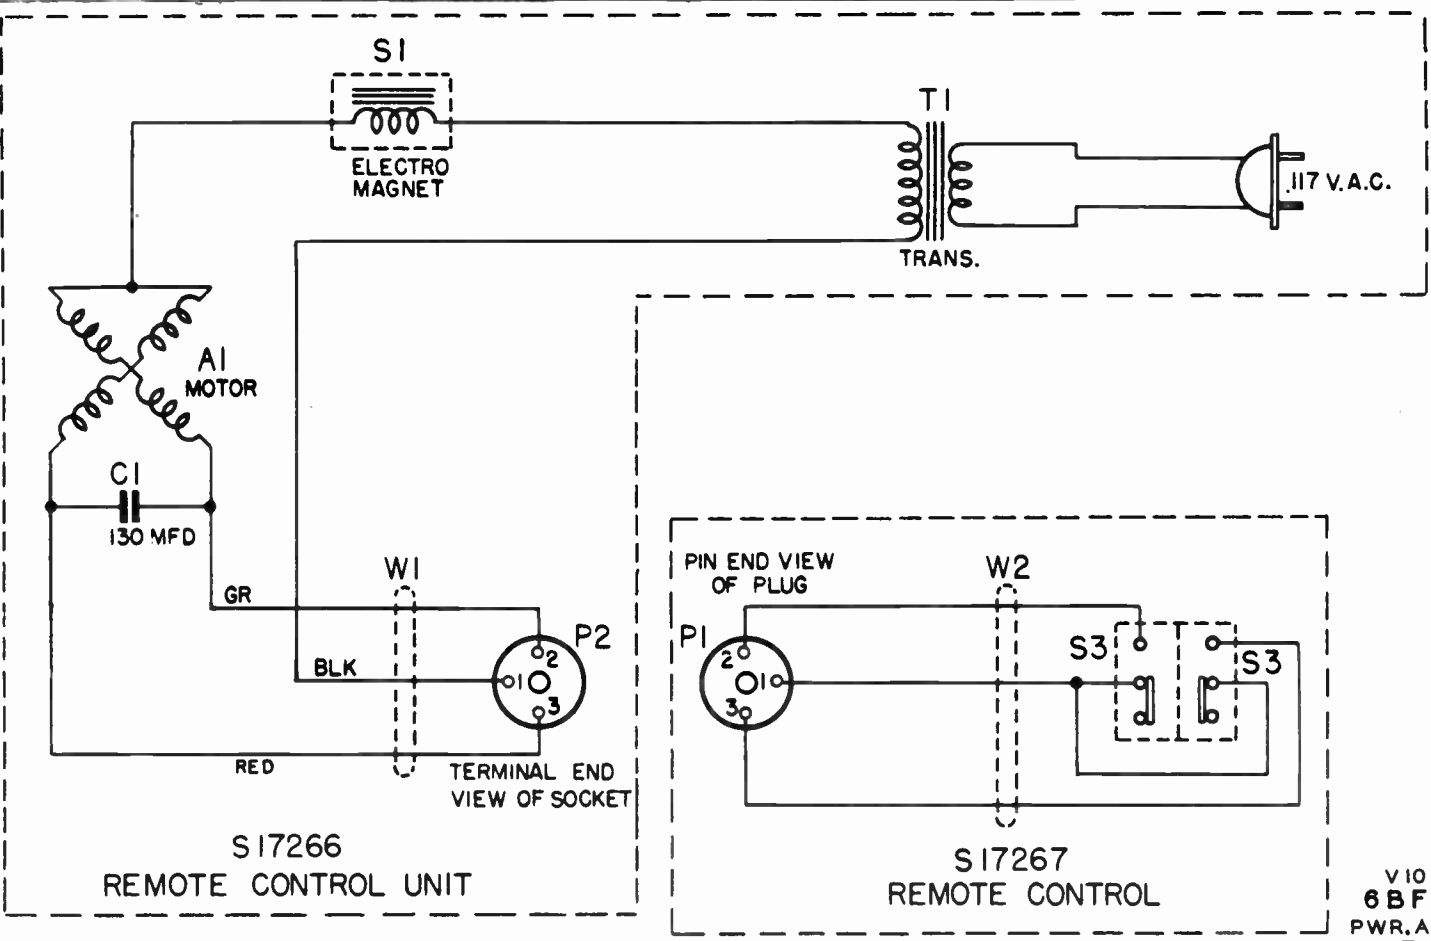 S1
ELECTRO
MAGNET
T1
TRANS.
117 V.A.C.
A1
MOTOR
C1
130 MFD
GR
W1
BLK
RED
P2
2
1
3
TERMINAL END
VIEW OF SOCKET
S17266
REMOTE CONTROL UNIT
PIN END VIEW
OF PLUG
W2
P1
2
1
3
S3
S3
S17267
REMOTE CONTROL
V10
6BF
PWR.A